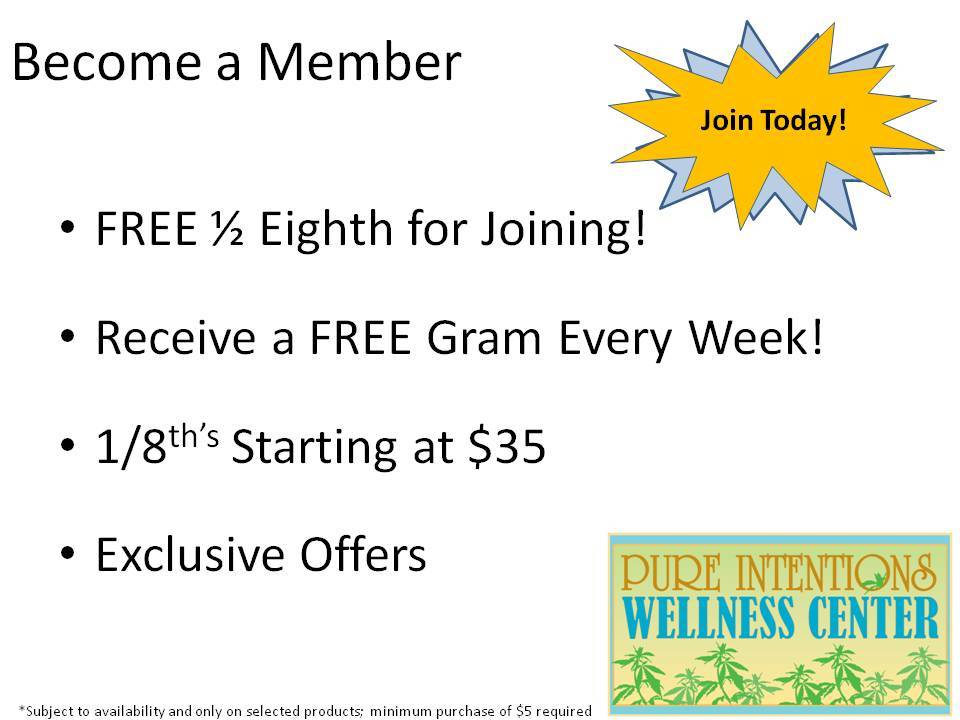 Become a Member
Join Today!
• FREE ½ Eighth for Joining!
• Receive a FREE Gram Every Week!
• 1/8th's Starting at $35
• Exclusive Offers
PURE INTENTIONS
WELLNESS CENTER
*Subject to availability and only on selected products; minimum purchase of $5 required